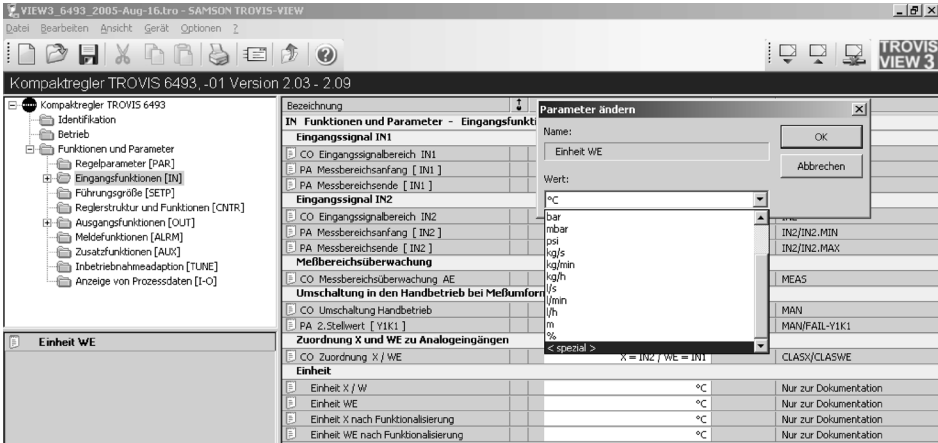 VIEW3_6493_2005-Aug-16.tro - SAMSON TROVIS-VIEW
Datei Bearbeiten Ansicht Gerät Optionen ?
TROVIS
VIEW 3
Kompaktregler TROVIS 6493, -01 Version 2.03 - 2.09
Kompaktregler TROVIS 6493
Identifikation
Betrieb
Funktionen und Parameter
Regelparameter [PAR]
Eingangsfunktionen [IN]
Führungsgröße [SETP]
Reglerstruktur und Funktionen [CNTR]
Ausgangsfunktionen [OUT]
Meldefunktionen [ALRM]
Zusatzfunktionen [AUX]
Inbetriebnahmeadaption [TUNE]
Anzeige von Prozessdaten [I-O]
Einheit WE
Bezeichnung
IN Funktionen und Parameter - Eingangsfunkti
Eingangssignal IN1
CO Eingangssignalbereich IN1
PA Messbereichsanfang [ IN1 ]
PA Messbereichsende [ IN1 ]
Eingangssignal IN2
CO Eingangssignalbereich IN2
PA Messbereichsanfang [ IN2 ] IN2/IN2.MIN
PA Messbereichsende [ IN2 ] IN2/IN2.MAX
Meßbereichsüberwachung
CO Messbereichsüberwachung AE MEAS
Umschaltung in den Handbetrieb bei Meßumform
CO Umschaltung Handbetrieb MAN
PA 2.Stellwert [ Y1K1 ] MAN/FAIL-Y1K1
Zuordnung X und WE zu Analogeingängen
CO Zuordnung X / WE X = IN2 / WE = IN1 CLASX/CLASWE
Einheit
Einheit X / W °C Nur zur Dokumentation
Einheit WE °C Nur zur Dokumentation
Einheit X nach Funktionalisierung °C Nur zur Dokumentation
Einheit WE nach Funktionalisierung °C Nur zur Dokumentation
Parameter ändern
Name:
Einheit WE
Wert:
°C
OK
Abbrechen
bar
mbar
psi
kg/s
kg/min
kg/h
l/s
l/min
l/h
m
%
< spezial >